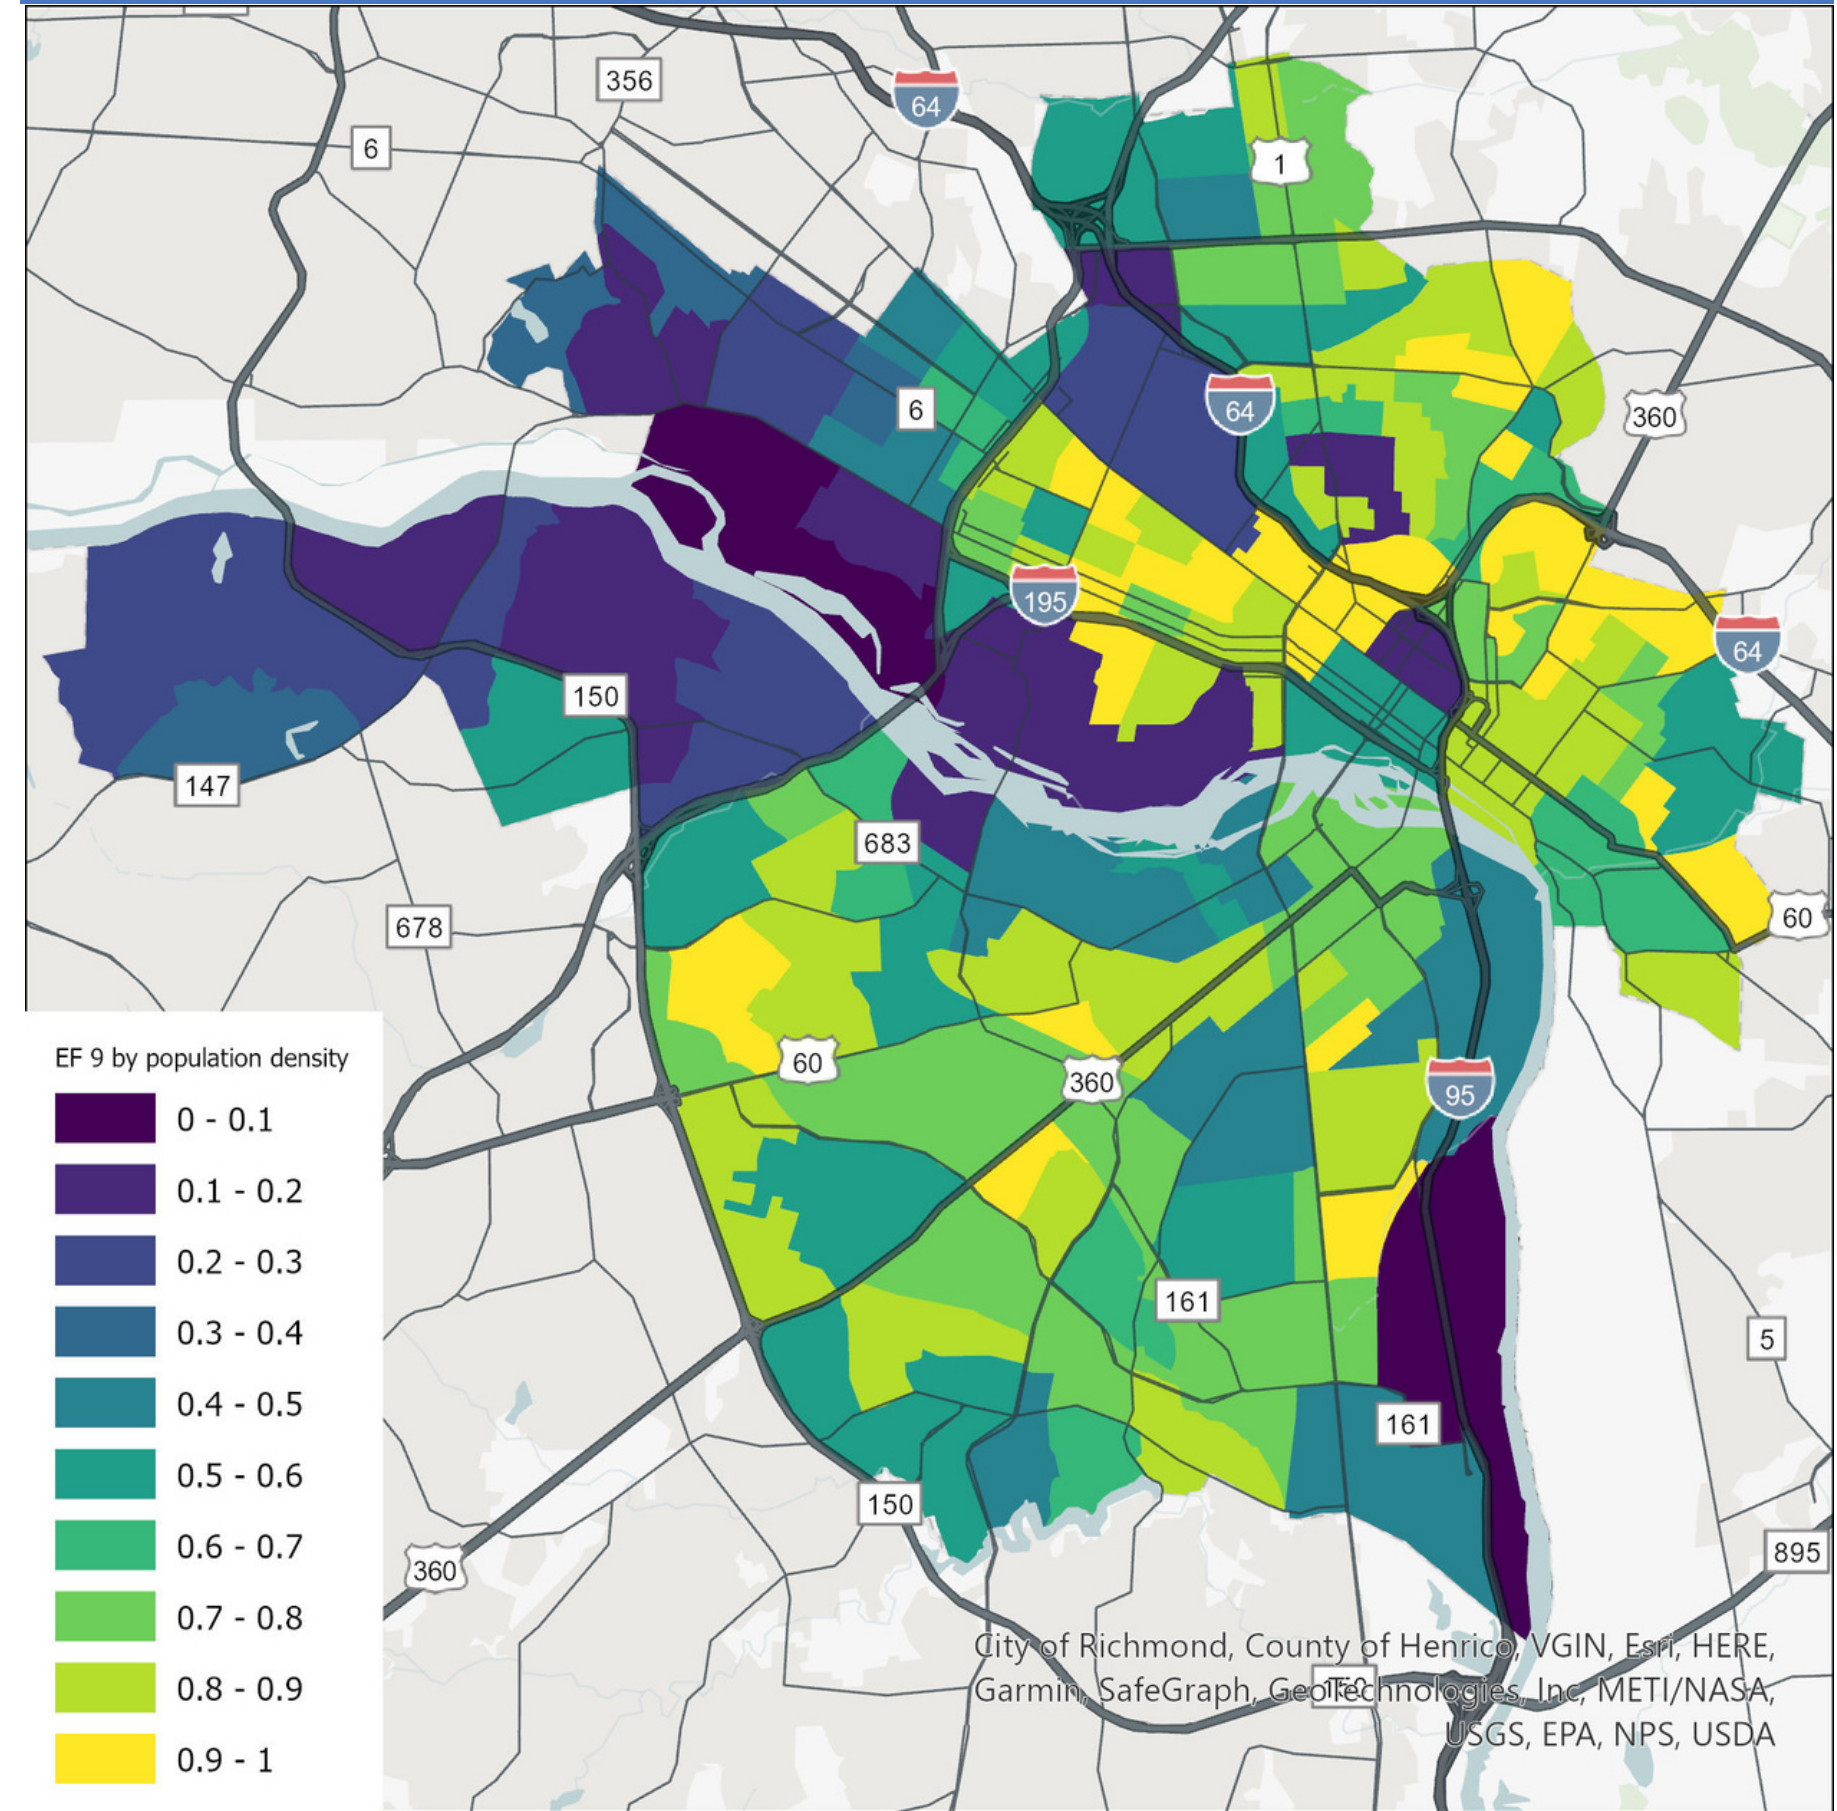 356
64
6
1
6
64
360
195
64
150
147
683
678
60
60
360
95
EF 9 by population density
0 - 0.1
0.1 - 0.2
0.2 - 0.3
0.3 - 0.4
0.4 - 0.5
0.5 - 0.6
0.6 - 0.7
0.7 - 0.8
0.8 - 0.9
0.9 - 1
161
5
161
150
895
360
City of Richmond, County of Henrico, VGIN, Esri, HERE,
Garmin, SafeGraph, GeoTechnologies, Inc, METI/NASA,
USGS, EPA, NPS, USDA